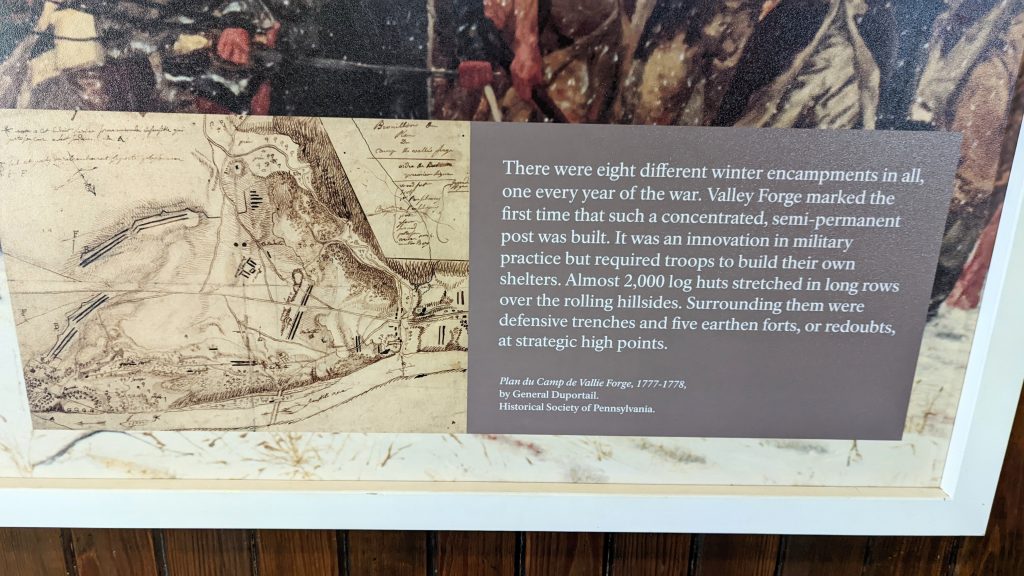 There were eight different winter encampments in all,
one every year of the war. Valley Forge marked the
first time that such a concentrated, semi-permanent
post was built. It was an innovation in military
practice but required troops to build their own
shelters. Almost 2,000 log huts stretched in long rows
over the rolling hillsides. Surrounding them were
defensive trenches and five earthen forts, or redoubts,
at strategic high points.
Plan du Camp de Vallie Forge, 1777-1778,
by General Duportail.
Historical Society of Pennsylvania.